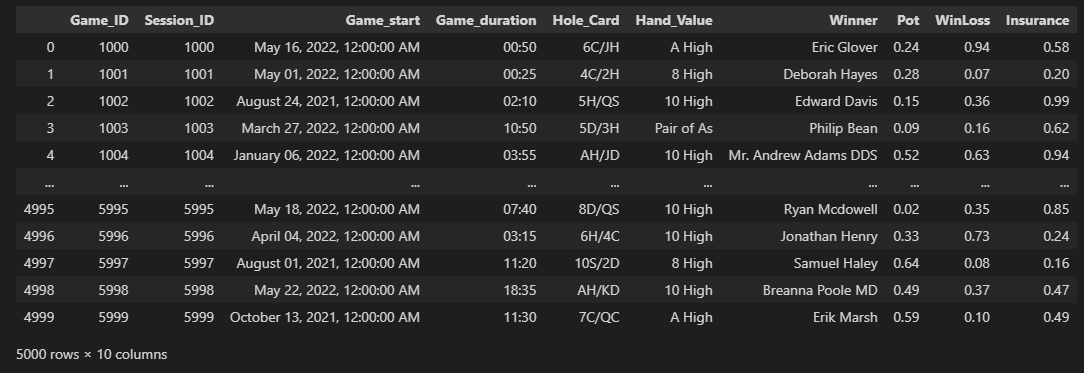 Game_ID Session_ID Game_start Game_duration Hole_Card Hand_Value Winner Pot WinLoss Insurance
0 1000 1000 May 16, 2022, 12:00:00 AM 00:50 6C/JH A High Eric Glover 0.24 0.94 0.58
1 1001 1001 May 01, 2022, 12:00:00 AM 00:25 4C/2H 8 High Deborah Hayes 0.28 0.07 0.20
2 1002 1002 August 24, 2021, 12:00:00 AM 02:10 5H/QS 10 High Edward Davis 0.15 0.36 0.99
3 1003 1003 March 27, 2022, 12:00:00 AM 10:50 5D/3H Pair of As Philip Bean 0.09 0.16 0.62
4 1004 1004 January 06, 2022, 12:00:00 AM 03:55 AH/JD 10 High Mr. Andrew Adams DDS 0.52 0.63 0.94
... ... ... ... ... ... ... ... ... ... ...
4995 5995 5995 May 18, 2022, 12:00:00 AM 07:40 8D/QS 10 High Ryan Mcdowell 0.02 0.35 0.85
4996 5996 5996 April 04, 2022, 12:00:00 AM 03:15 6H/4C 10 High Jonathan Henry 0.33 0.73 0.24
4997 5997 5997 August 01, 2021, 12:00:00 AM 11:20 10S/2D 8 High Samuel Haley 0.64 0.08 0.16
4998 5998 5998 May 22, 2022, 12:00:00 AM 18:35 AH/KD 10 High Breanna Poole MD 0.49 0.37 0.47
4999 5999 5999 October 13, 2021, 12:00:00 AM 11:30 7C/QC A High Erik Marsh 0.59 0.10 0.49
5000 rows × 10 columns